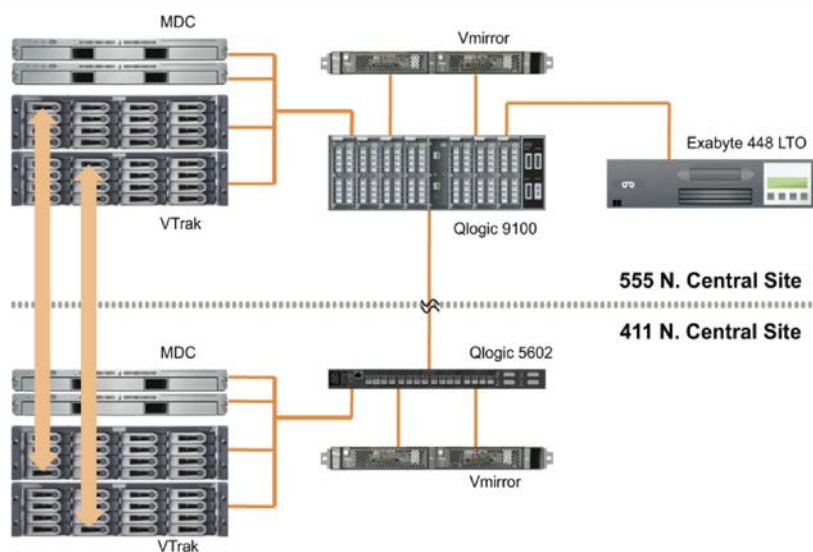 MDC
Vmirror
Exabyte 448 LTO
VTrak
Qlogic 9100
555 N. Central Site
411 N. Central Site
MDC
Qlogic 5602
Vmirror
VTrak